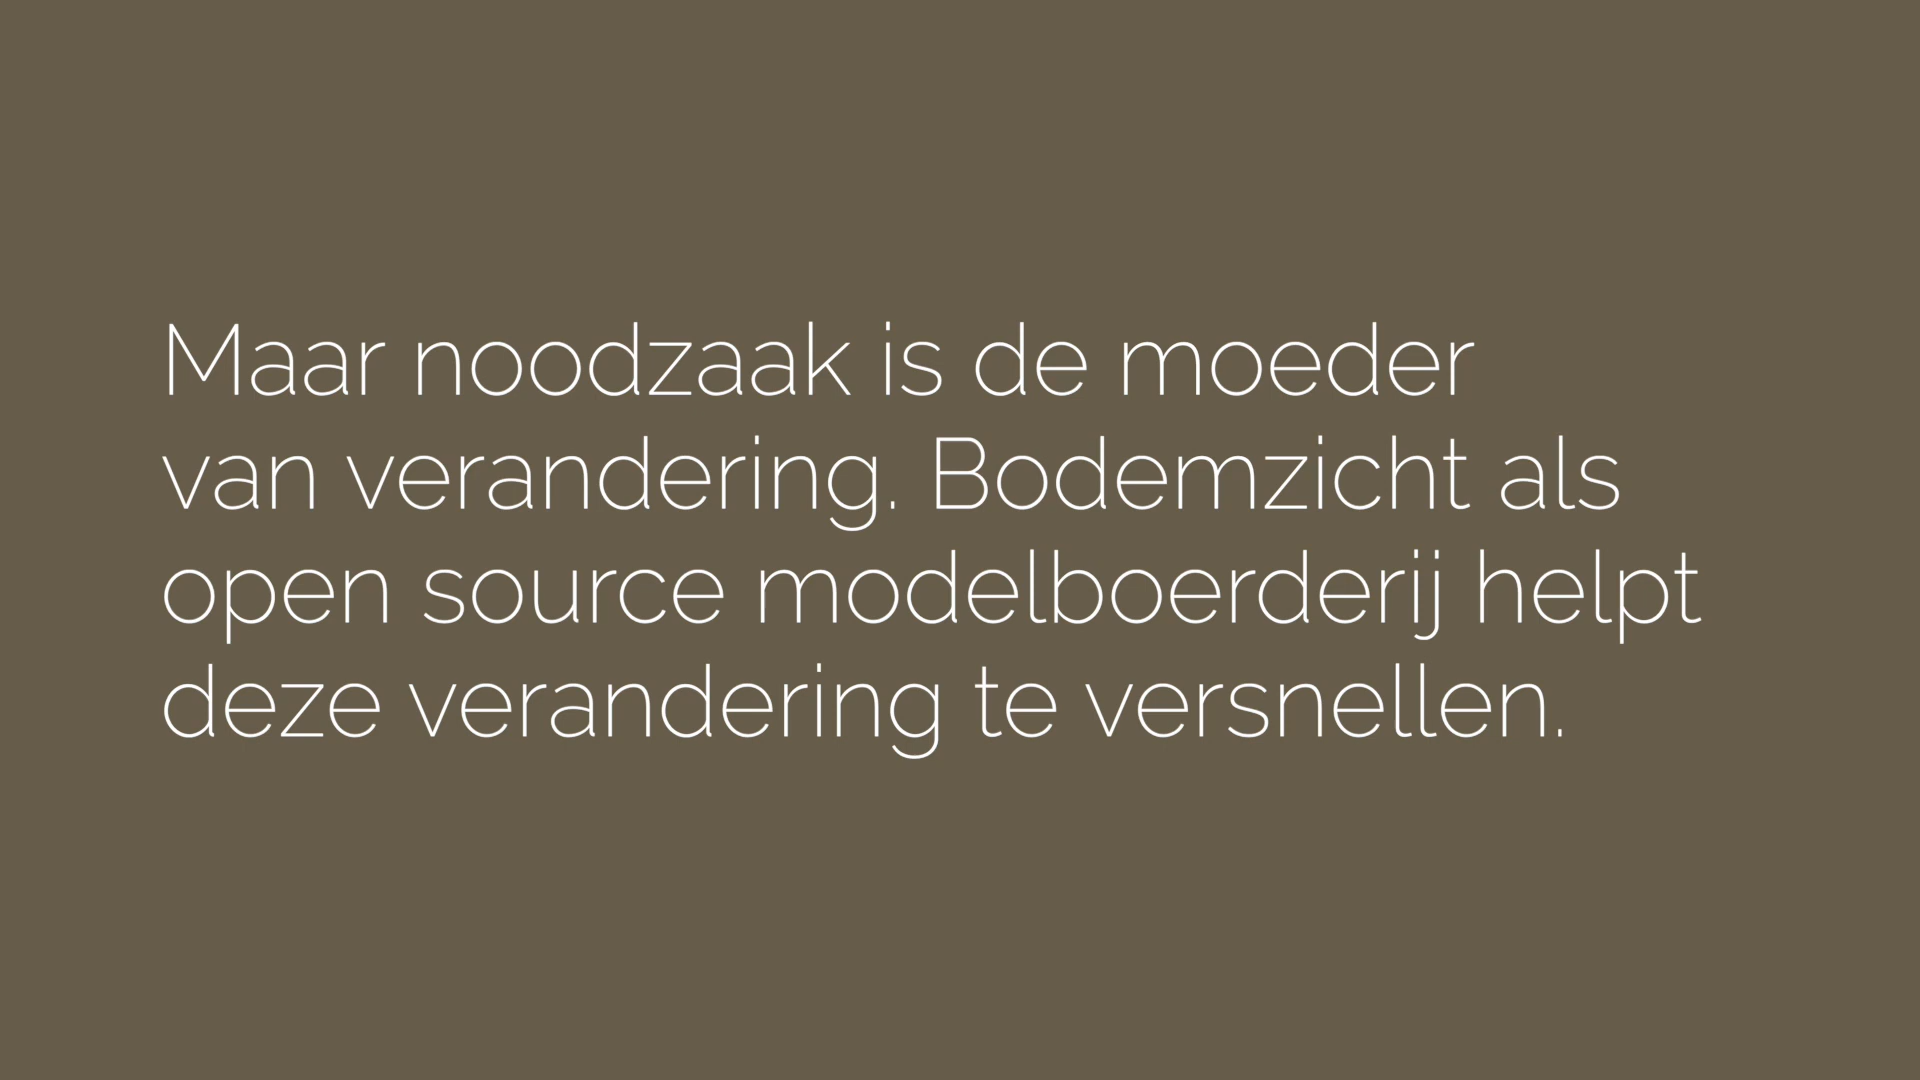 Maar noodzaak is de moeder
van verandering. Bodemzicht als
open source modelboerderij helpt
deze verandering te versnellen.